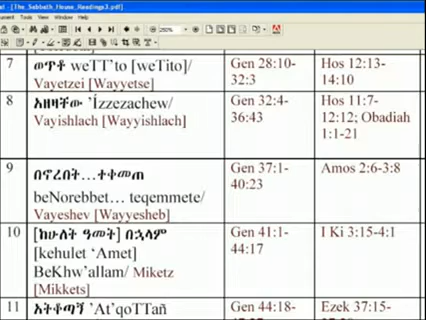 [The_Sabbath_House_Readings3.pdf]
Tools View Window Help
7 ወጥቶ weTT'to [weTito]/ Gen 28:10- Hos 12:13-
Vayetzei [Wayyetse] 32:3 14:10
8 አዘዛቸው 'Ízzezachew/ Gen 32:4- Hos 11:7-
Vayishlach [Wayyishlach] 36:43 12:12; Obadiah
1:1-21
9 በኖረበት…ተቀመጠ Gen 37:1- Amos 2:6-3:8
beNorebbet… teqemmete/ 40:23
Vayeshev [Wayyesheb]
10 [ከሁለት ዓመት] በኋላም Gen 41:1- I Ki 3:15-4:1
[kehulet ‘Amet] 44:17
BeKhw’allam/ Miketz
[Mikkets]
11 አትቆጣኝ ’At’qoTTañ Gen 44:18- Ezek 37:15-